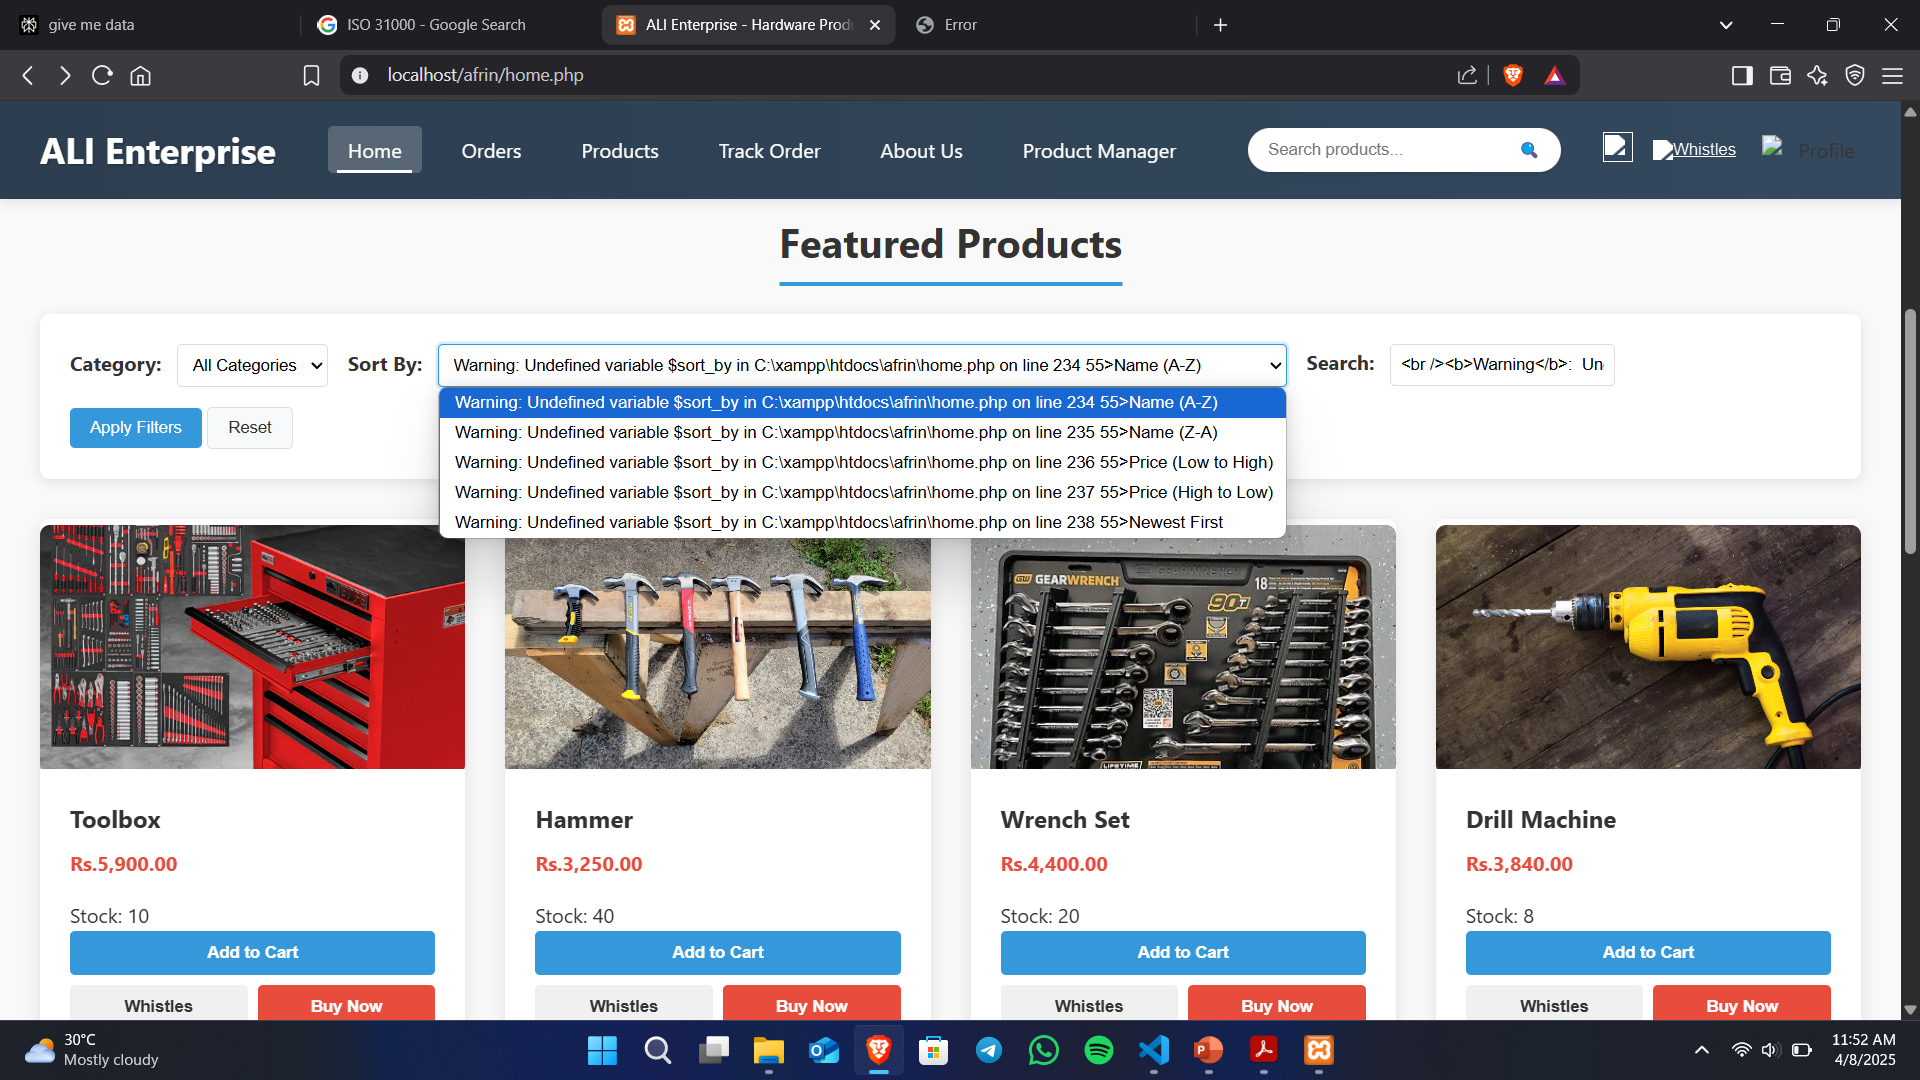 give me data
ISO 31000 - Google Search
ALI Enterprise - Hardware Produ
Error
localhost/afrin/home.php
ALI Enterprise
Home
Orders
Products
Track Order
About Us
Product Manager
Search products...
Whistles
Profile
Featured Products
Category:
All Categories
Sort By:
Warning: Undefined variable $sort_by in C:\xampp\htdocs\afrin\home.php on line 234 55>Name (A-Z)
Search:
<br /><b>Warning</b>:  Un
Warning: Undefined variable $sort_by in C:\xampp\htdocs\afrin\home.php on line 234 55>Name (A-Z)
Warning: Undefined variable $sort_by in C:\xampp\htdocs\afrin\home.php on line 235 55>Name (Z-A)
Warning: Undefined variable $sort_by in C:\xampp\htdocs\afrin\home.php on line 236 55>Price (Low to High)
Warning: Undefined variable $sort_by in C:\xampp\htdocs\afrin\home.php on line 237 55>Price (High to Low)
Warning: Undefined variable $sort_by in C:\xampp\htdocs\afrin\home.php on line 238 55>Newest First
Apply Filters
Reset
GEARWRENCH
18
90T
LIFETIME
Toolbox
Rs.5,900.00
Stock: 10
Add to Cart
Whistles
Buy Now
Hammer
Rs.3,250.00
Stock: 40
Add to Cart
Whistles
Buy Now
Wrench Set
Rs.4,400.00
Stock: 20
Add to Cart
Whistles
Buy Now
Drill Machine
Rs.3,840.00
Stock: 8
Add to Cart
Whistles
Buy Now
30°C
Mostly cloudy
11:52 AM
4/8/2025